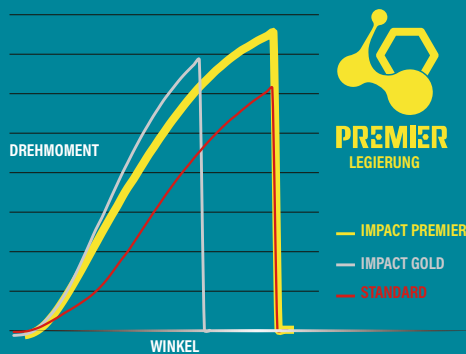 DREHMOMENT
PREMIER
LEGIERUNG
IMPACT PREMIER
IMPACT GOLD
STANDARD
WINKEL